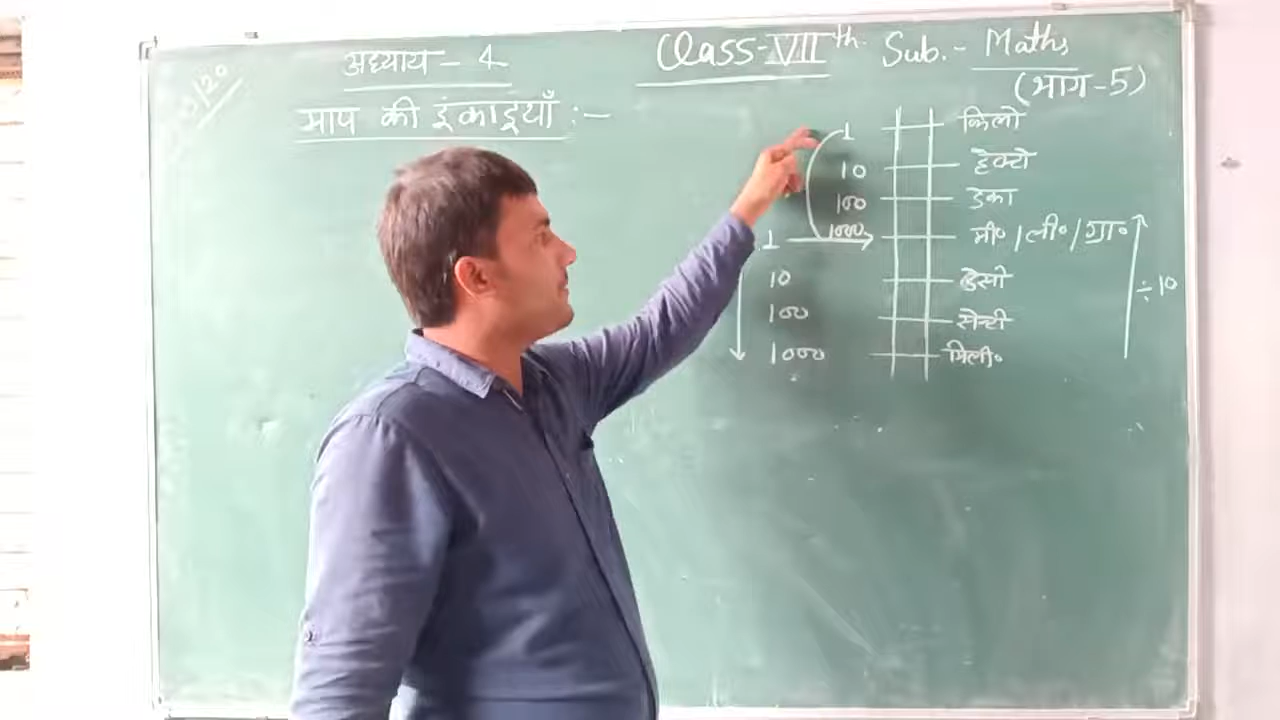 120
अध्याय - 4
Class-VIIth. Sub.- Maths
(भाग-5)
माप की इंकाइयाँ :-
1 किलो
10 हेक्टो
100 डेका
1 1000 मी० / ली० / ग्रा०
10 डेसी
÷10
100 सेन्टी
1000 मिली०